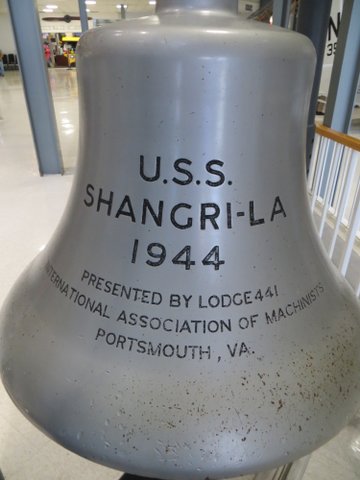 U.S.S.
SHANGRI-LA
1944
PRESENTED BY LODGE 441
INTERNATIONAL ASSOCIATION OF MACHINISTS
PORTSMOUTH, VA.